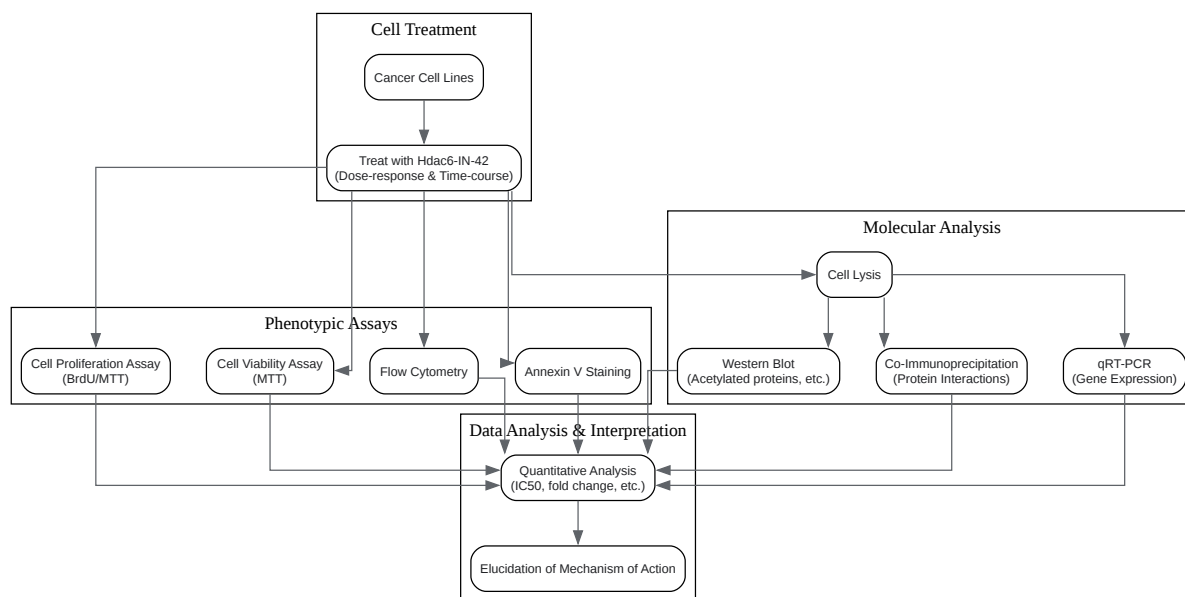 Cell Treatment
Cancer Cell Lines
Treat with Hdac6-IN-42
(Dose-response & Time-course)
Molecular Analysis
Cell Lysis
Phenotypic Assays
Cell Proliferation Assay
(BrdU/MTT)
Cell Viability Assay
(MTT)
Flow Cytometry
Annexin V Staining
Western Blot
(Acetylated proteins, etc.)
Co-Immunoprecipitation
(Protein Interactions)
qRT-PCR
(Gene Expression)
Data Analysis & Interpretation
Quantitative Analysis
(IC50, fold change, etc.)
Elucidation of Mechanism of Action